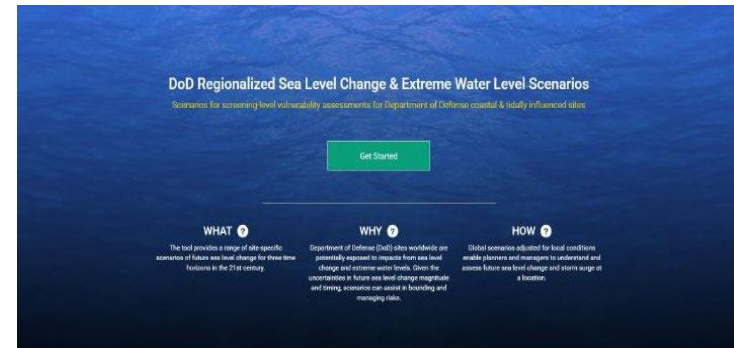 DoD Regionalized Sea Level Change & Extreme Water Level Scenarios
Scenarios for screening-level vulnerability assessments for Department of Defense coastal & tidally influenced sites
Get Started
WHAT ?
The tool provides a range of site-specific
scenarios of future sea level change for three time
horizons in the 21st century.
WHY ?
Department of Defense (DoD) sites worldwide are
potentially exposed to impacts from sea level
change and extreme water levels. Given the
uncertainties in future sea level change magnitude
and timing, scenarios can assist in bounding and
managing risks.
HOW ?
Global scenarios adjusted for local conditions
enable planners and managers to understand and
assess future sea level change and storm surge at
a location.